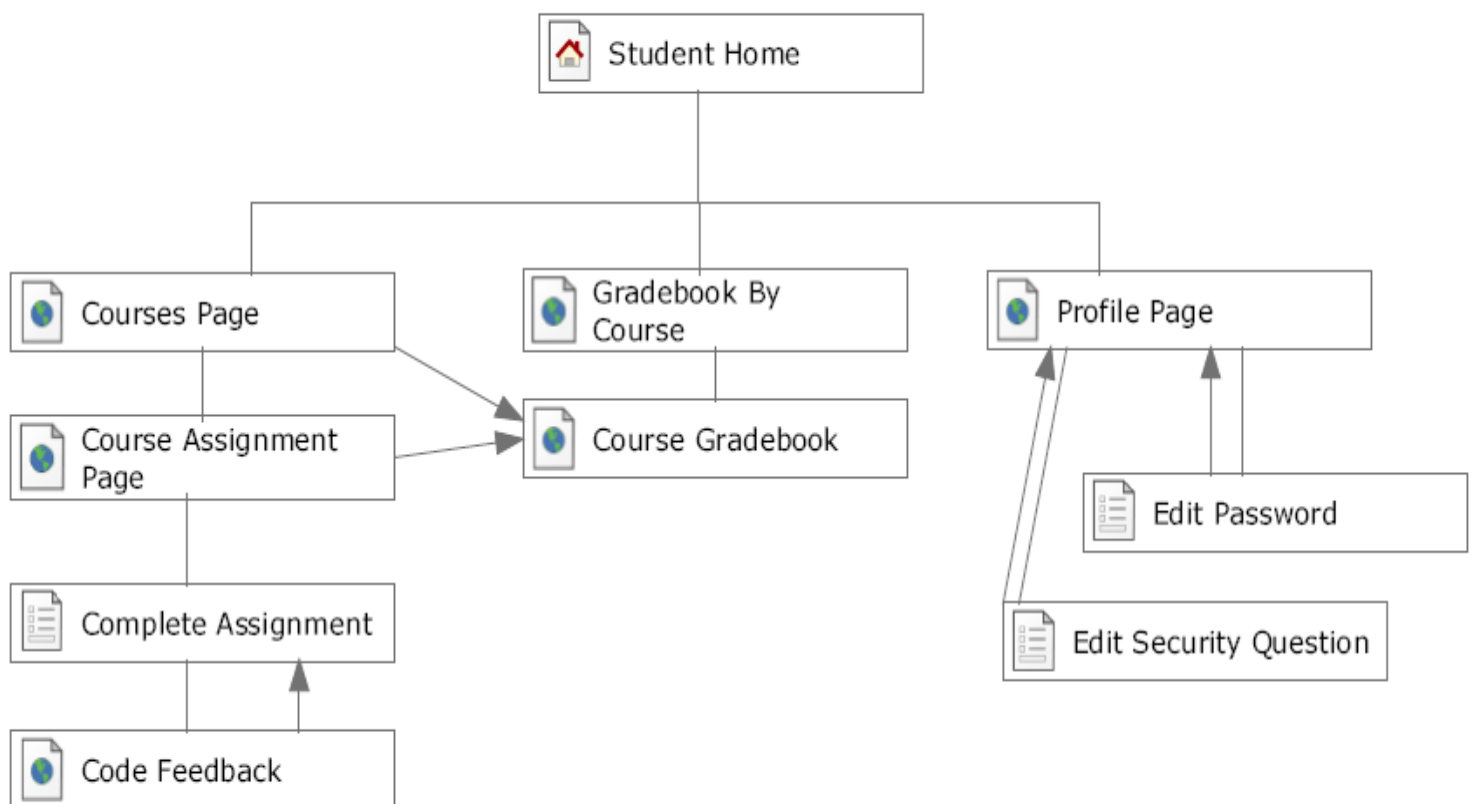 Student Home
Courses Page
Gradebook By
Course
Profile Page
Course Assignment
Page
Course Gradebook
Edit Password
Complete Assignment
Edit Security Question
Code Feedback